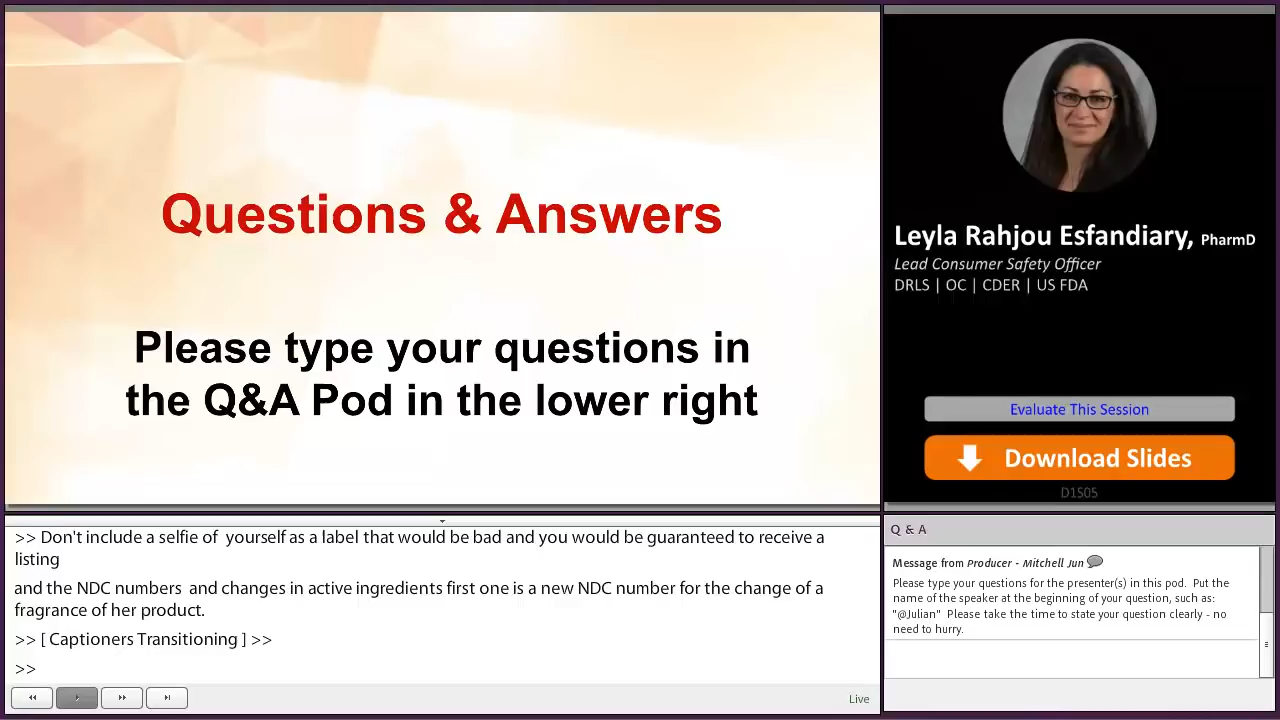 Questions & Answers
Please type your questions in
the Q&A Pod in the lower right
Leyla Rahjou Esfandiary, PharmD
Lead Consumer Safety Officer
DRLS | OC | CDER | US FDA
Evaluate This Session
Download Slides
D1S05
>> Don't include a selfie of  yourself as a label that would be bad and you would be guaranteed to receive a
listing
and the NDC numbers  and changes in active ingredients first one is a new NDC number for the change of a
fragrance of her product.
>> [ Captioners Transitioning ] >>
>>
Live
Q & A
Message from Producer - Mitchell Jun
Please type your questions for the presenter(s) in this pod.  Put the
name of the speaker at the beginning of your question, such as:
"@Julian"  Please take the time to state your question clearly - no
need to hurry.